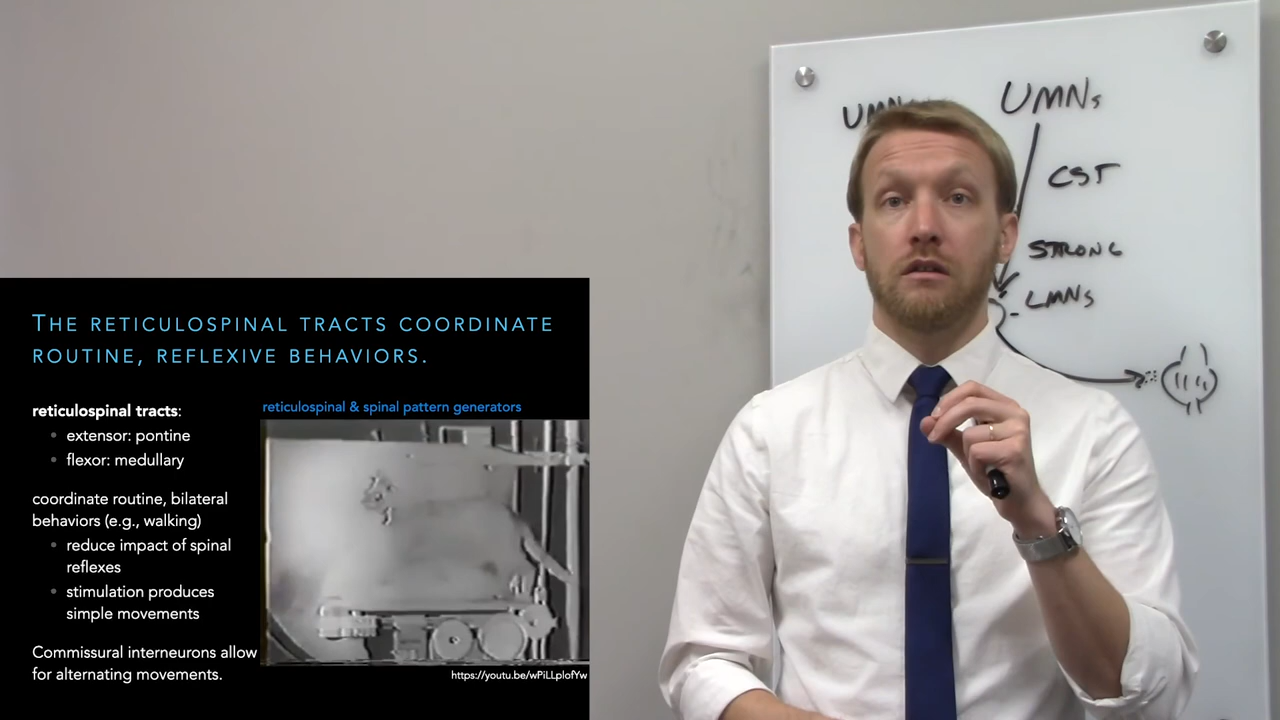 THE RETICULOSPINAL TRACTS COORDINATE
ROUTINE, REFLEXIVE BEHAVIORS.
reticulospinal tracts:
extensor: pontine
flexor: medullary
coordinate routine, bilateral
behaviors (e.g., walking)
reduce impact of spinal
reflexes
stimulation produces
simple movements
Commissural interneurons allow
for alternating movements.
reticulospinal & spinal pattern generators
https://youtu.be/wPiLLplofYw
UMNs
CST
STRONG
LMNs